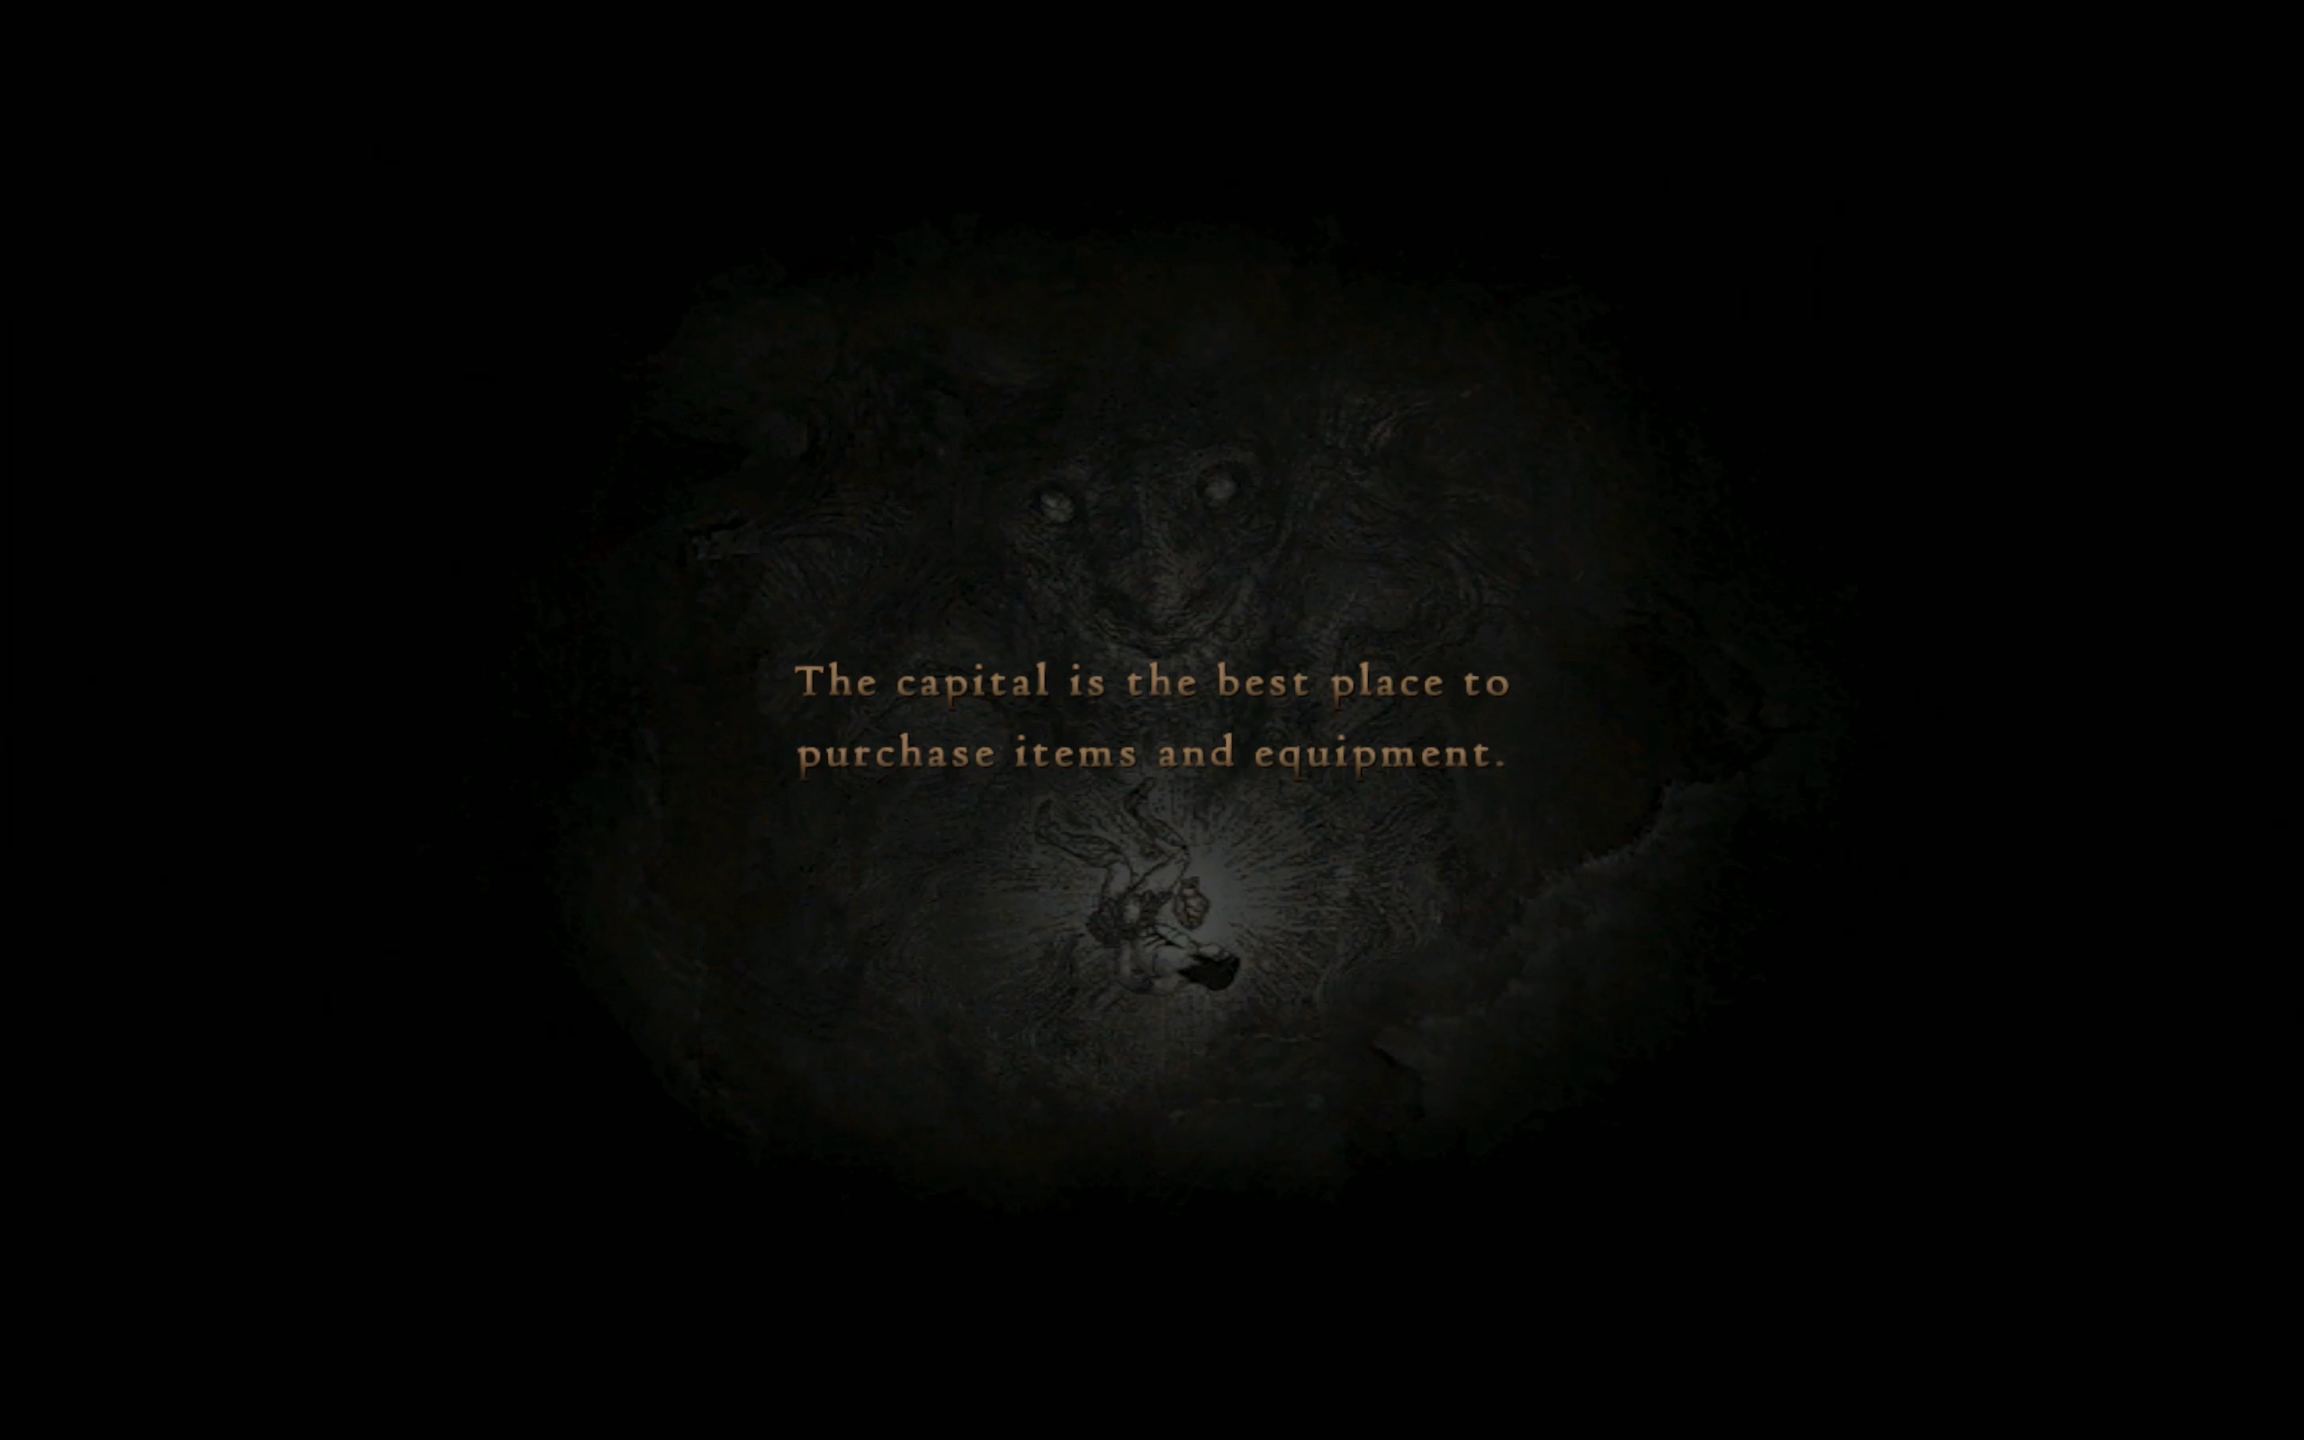 The capital is the best place to
purchase items and equipment.